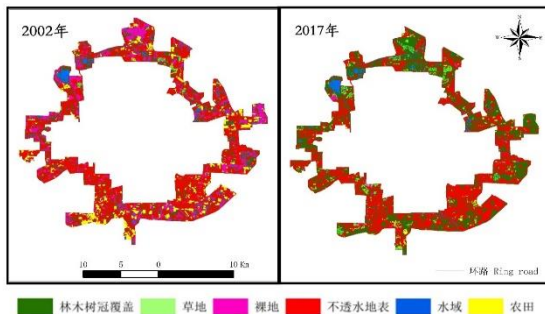 2002年
2017年
N
W
E
S
10 5 0 10 Km
环路 Ring road
林木树冠覆盖 草地 裸地 不透水地表 水域 农田